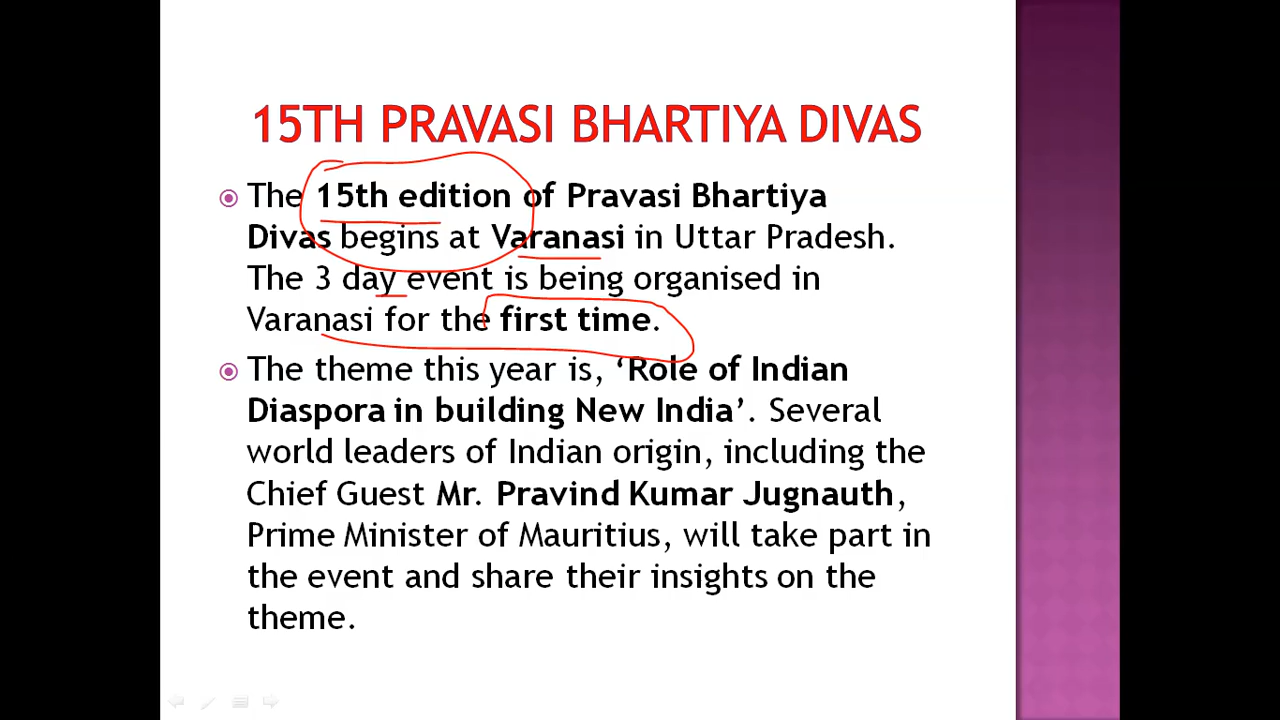 15TH PRAVASI BHARTIYA DIVAS
The 15th edition of Pravasi Bhartiya
Divas begins at Varanasi in Uttar Pradesh.
The 3 day event is being organised in
Varanasi for the first time.
The theme this year is, ‘Role of Indian
Diaspora in building New India’. Several
world leaders of Indian origin, including the
Chief Guest Mr. Pravind Kumar Jugnauth,
Prime Minister of Mauritius, will take part in
the event and share their insights on the
theme.